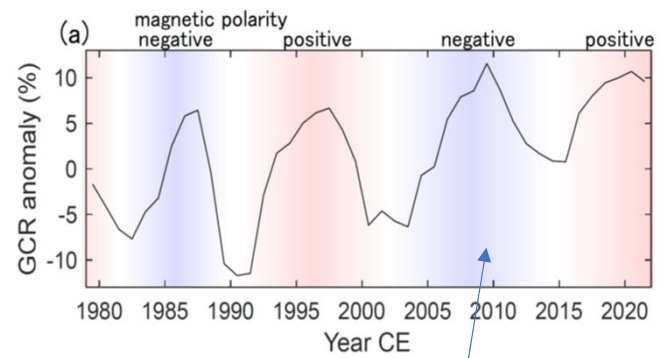 (a)
magnetic polarity
negative positive negative positive
GCR anomaly (%)
10
5
0
-5
-10
1980 1985 1990 1995 2000 2005 2010 2015 2020
Year CE